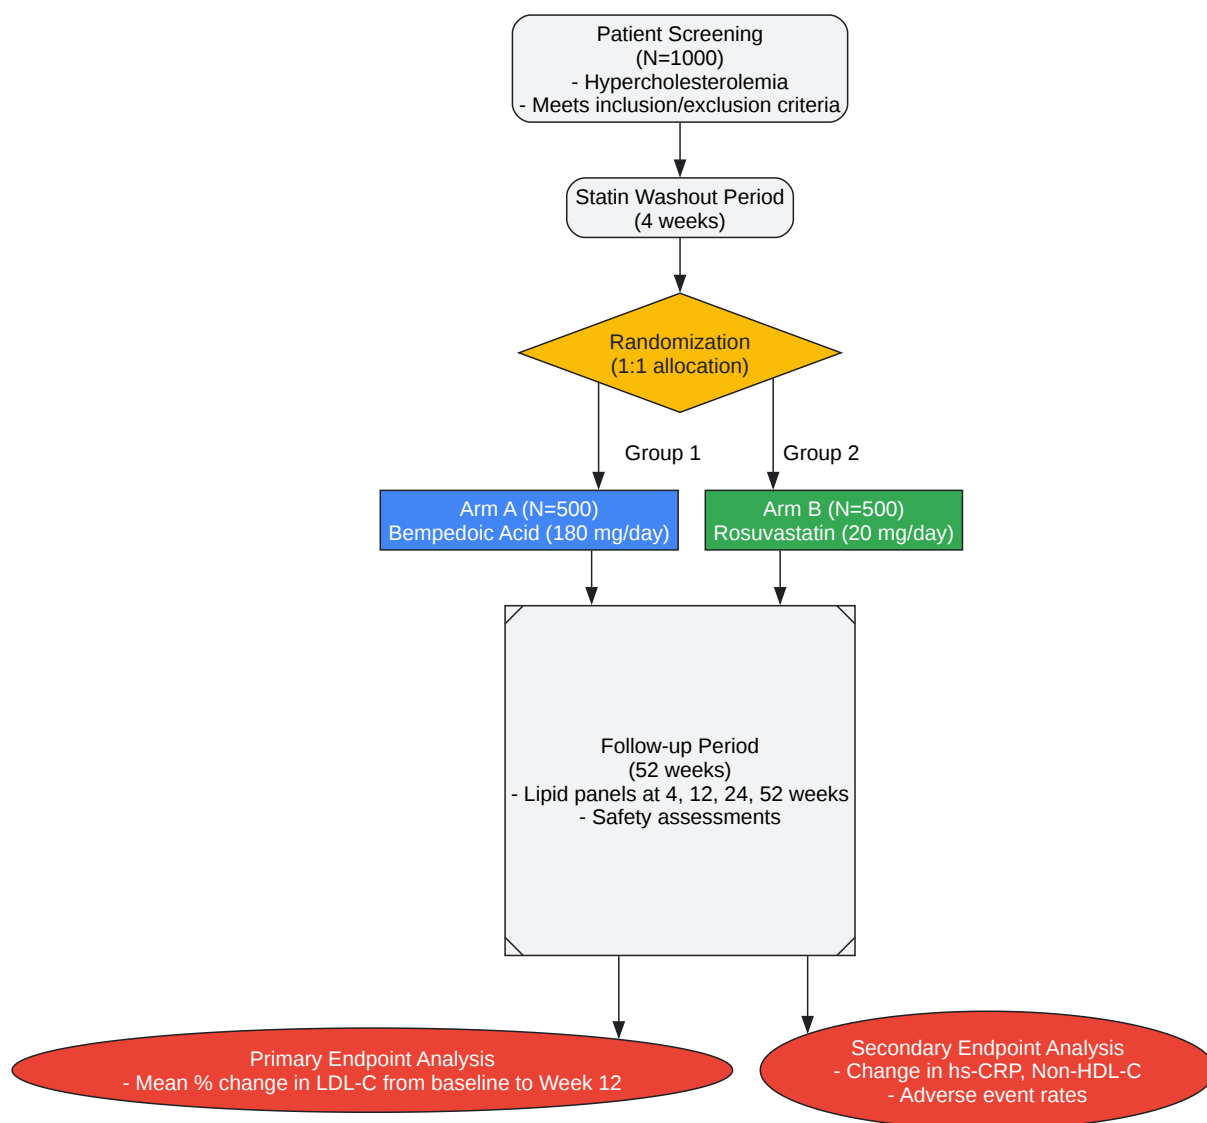 Patient Screening
(N=1000)
- Hypercholesterolemia
- Meets inclusion/exclusion criteria
Statin Washout Period
(4 weeks)
Randomization
(1:1 allocation)
Group 1
Group 2
Arm A (N=500)
Bempedoic Acid (180 mg/day)
Arm B (N=500)
Rosuvastatin (20 mg/day)
Follow-up Period
(52 weeks)
- Lipid panels at 4, 12, 24, 52 weeks
- Safety assessments
Primary Endpoint Analysis
- Mean % change in LDL-C from baseline to Week 12
Secondary Endpoint Analysis
- Change in hs-CRP, Non-HDL-C
- Adverse event rates